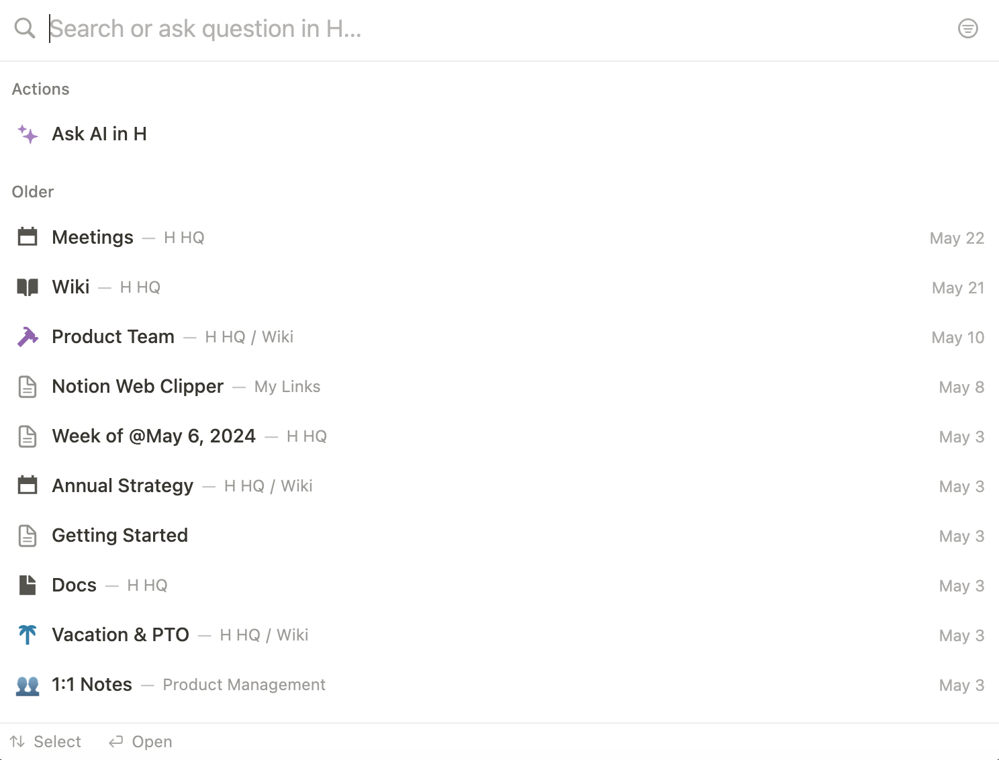 Search or ask question in H...
Actions
Ask AI in H
Older
Meetings — H HQ May 22
Wiki — H HQ May 21
Product Team — H HQ / Wiki May 10
Notion Web Clipper — My Links May 8
Week of @May 6, 2024 — H HQ May 3
Annual Strategy — H HQ / Wiki May 3
Getting Started May 3
Docs — H HQ May 3
Vacation & PTO — H HQ / Wiki May 3
1:1 Notes — Product Management May 3
Select Open